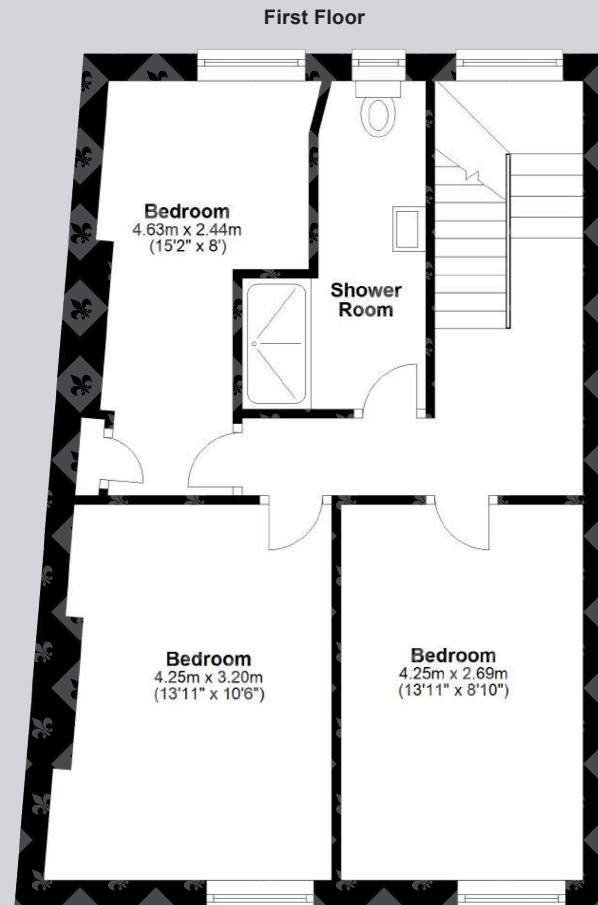 First Floor
Bedroom
4.63m x 2.44m
(15'2" x 8')
Shower
Room
Bedroom
4.25m x 3.20m
(13'11" x 10'6")
Bedroom
4.25m x 2.69m
(13'11" x 8'10")